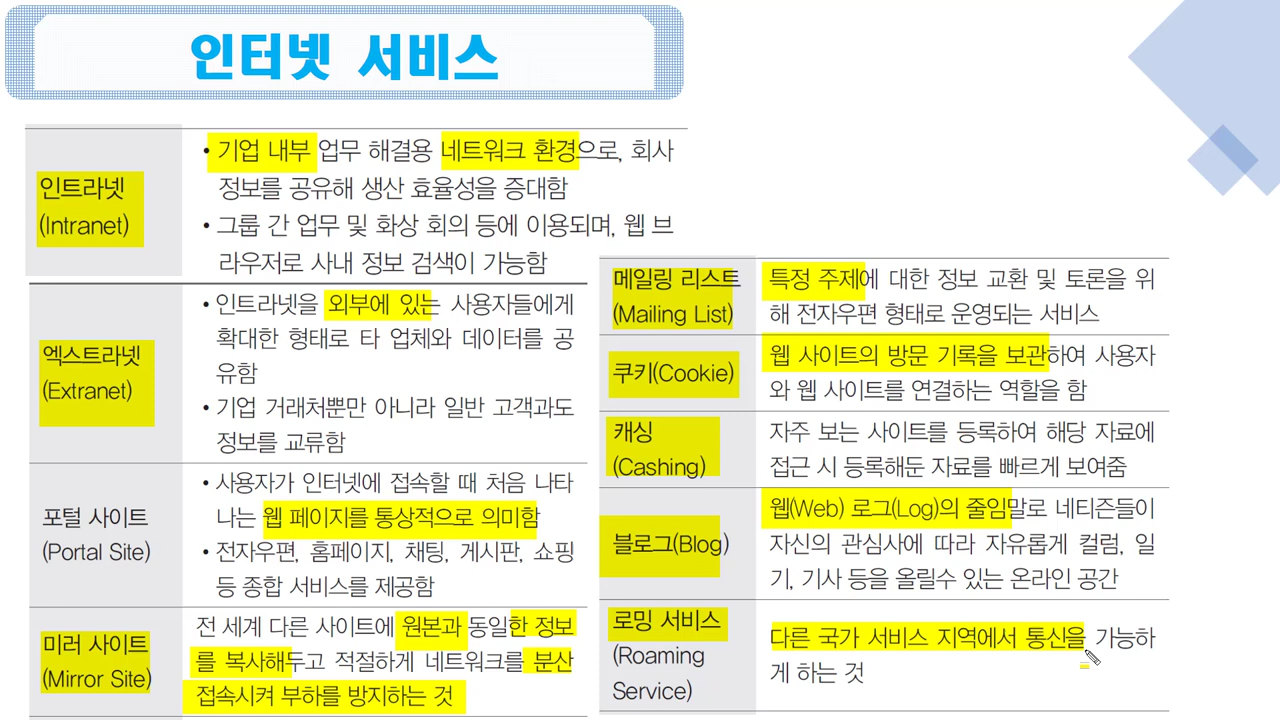 인터넷 서비스
인트라넷
(Intranet)
• 기업 내부 업무 해결용 네트워크 환경으로, 회사
정보를 공유해 생산 효율성을 증대함
• 그룹 간 업무 및 화상 회의 등에 이용되며, 웹 브
라우저로 사내 정보 검색이 가능함
엑스트라넷
(Extranet)
• 인트라넷을 외부에 있는 사용자들에게
확대한 형태로 타 업체와 데이터를 공
유함
• 기업 거래처뿐만 아니라 일반 고객과도
정보를 교류함
포털 사이트
(Portal Site)
• 사용자가 인터넷에 접속할 때 처음 나타
나는 웹 페이지를 통상적으로 의미함
• 전자우편, 홈페이지, 채팅, 게시판, 쇼핑
등 종합 서비스를 제공함
미러 사이트
(Mirror Site)
전 세계 다른 사이트에 원본과 동일한 정보
를 복사해두고 적절하게 네트워크를 분산
접속시켜 부하를 방지하는 것
메일링 리스트
(Mailing List)
특정 주제에 대한 정보 교환 및 토론을 위
해 전자우편 형태로 운영되는 서비스
쿠키(Cookie)
웹 사이트의 방문 기록을 보관하여 사용자
와 웹 사이트를 연결하는 역할을 함
캐싱
(Cashing)
자주 보는 사이트를 등록하여 해당 자료에
접근 시 등록해둔 자료를 빠르게 보여줌
블로그(Blog)
웹(Web) 로그(Log)의 줄임말로 네티즌들이
자신의 관심사에 따라 자유롭게 컬럼, 일
기, 기사 등을 올릴수 있는 온라인 공간
로밍 서비스
(Roaming
Service)
다른 국가 서비스 지역에서 통신을 가능하
게 하는 것